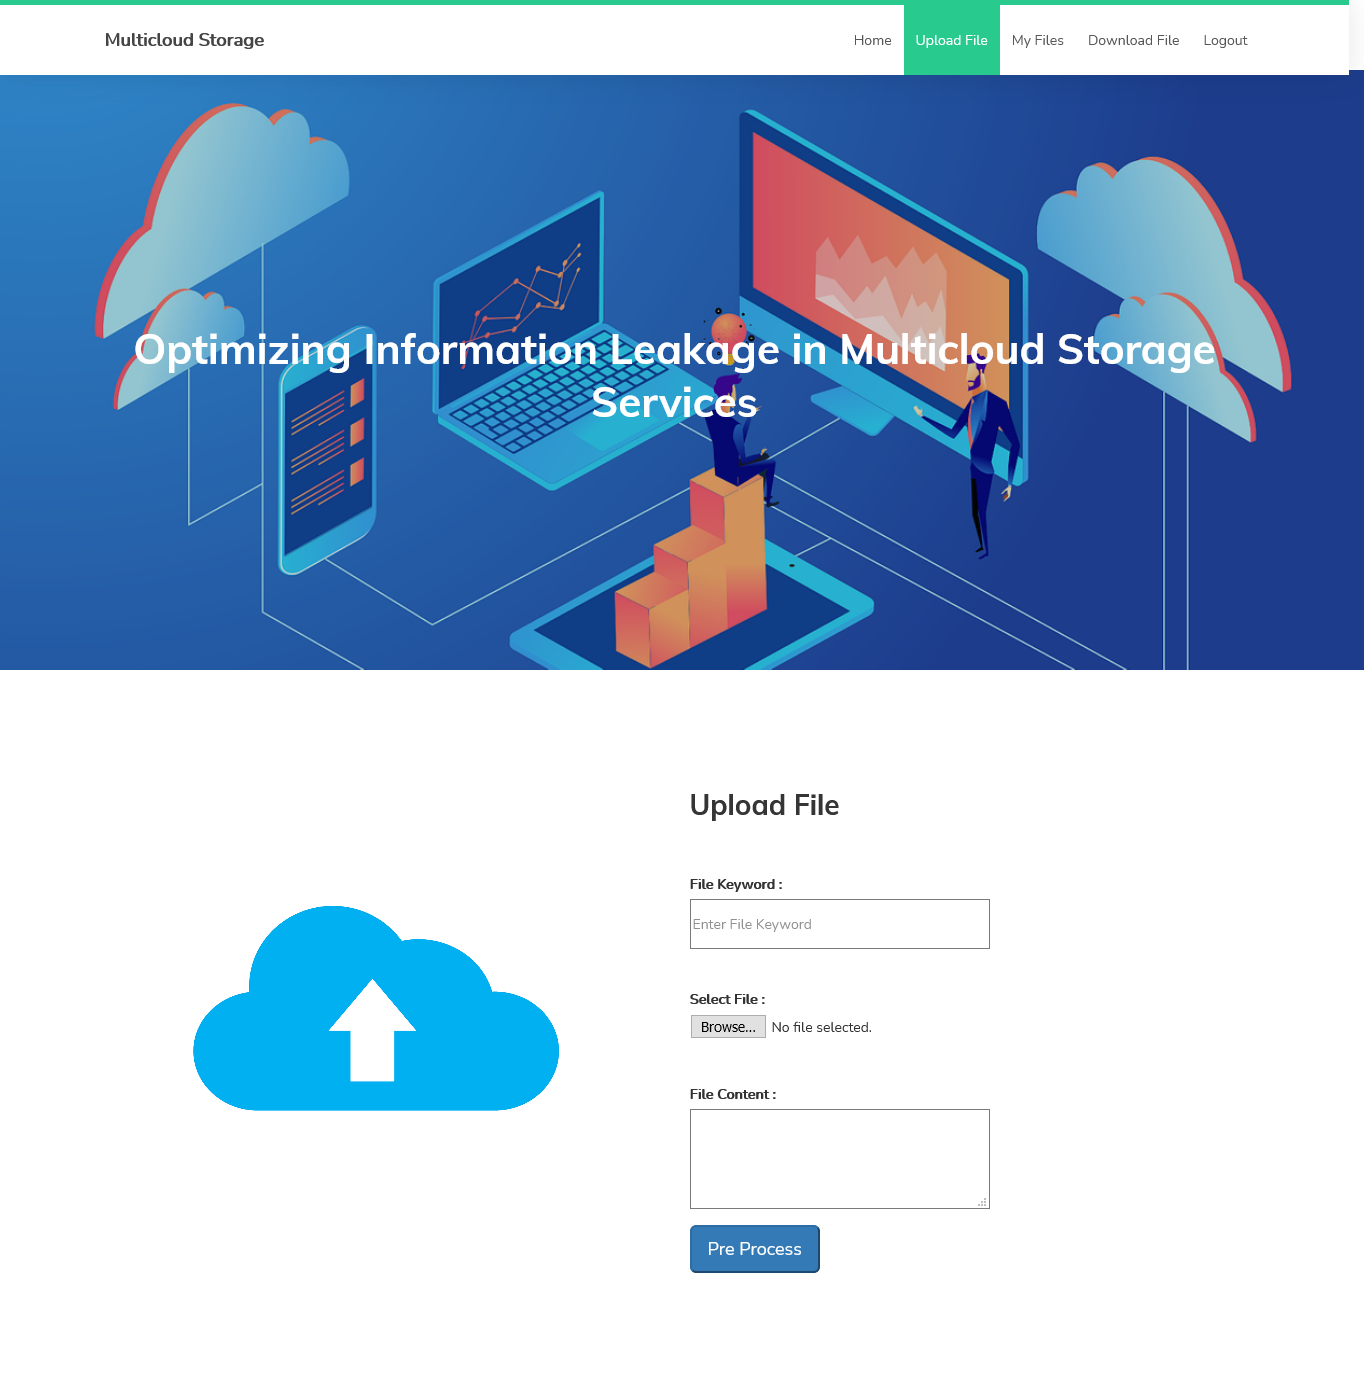 Multicloud Storage
Home Upload File My Files Download File Logout
Optimizing Information Leakage in Multicloud Storage
Services
Upload File
File Keyword :
Enter File Keyword
Select File :
Browse... No file selected.
File Content :
Pre Process